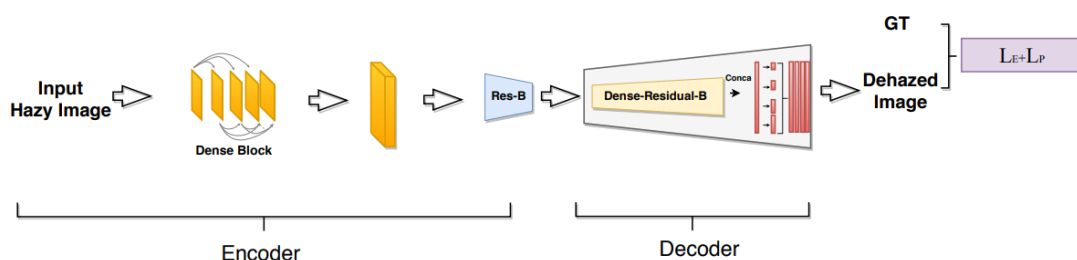 Input
Hazy Image
Dense Block
Res-B
Dense-Residual-B
Conca
GT
Dehazed
Image
LE+LP
Encoder
Decoder